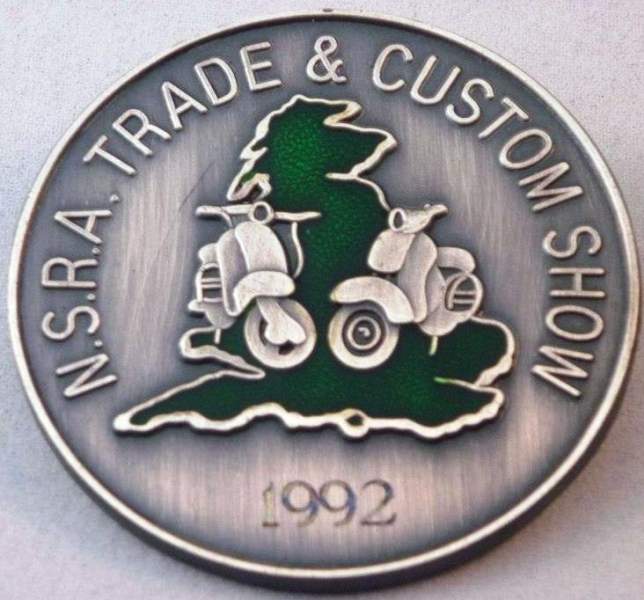 N.S.R.A. TRADE & CUSTOM SHOW
1992